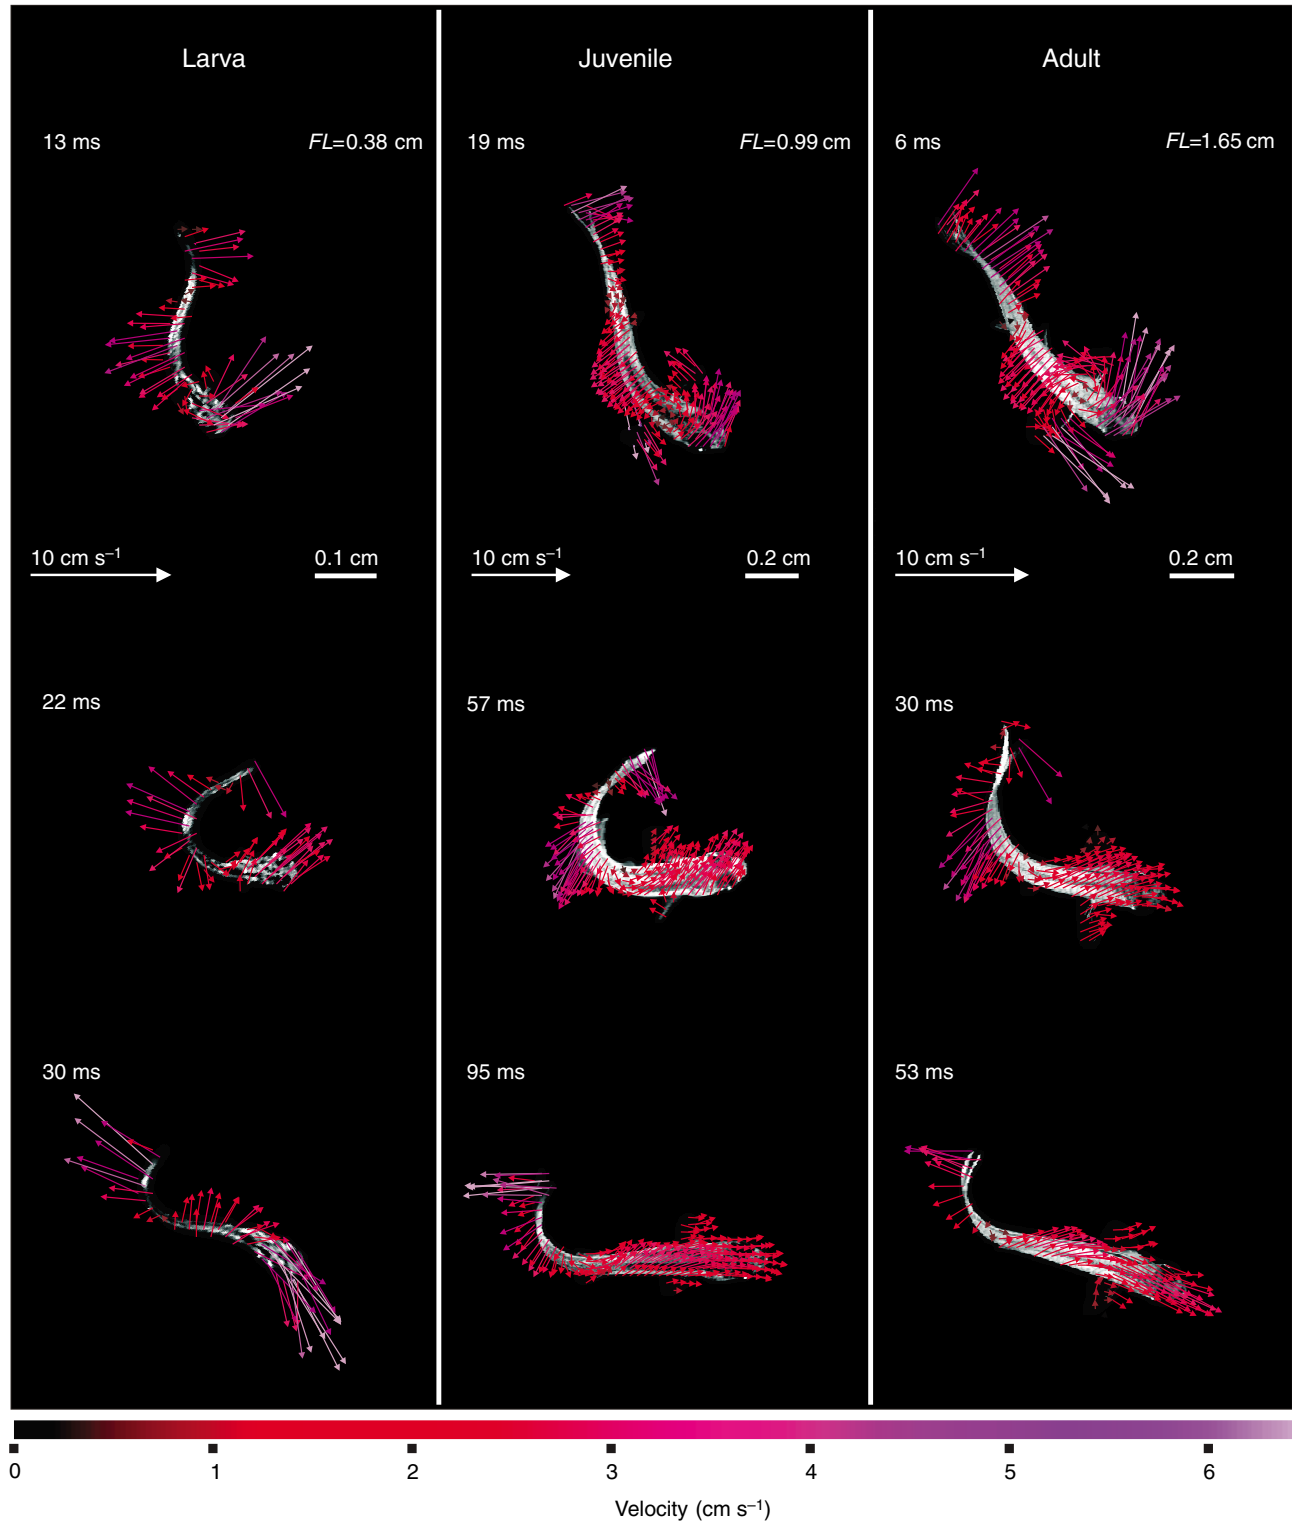 Larva Juvenile Adult
13 ms FL=0.38 cm 19 ms FL=0.99 cm 6 ms FL=1.65 cm
10 cm s⁻¹ 0.1 cm 10 cm s⁻¹ 0.2 cm 10 cm s⁻¹ 0.2 cm
22 ms 57 ms 30 ms
30 ms 95 ms 53 ms
0 1 2 3 4 5 6
Velocity (cm s⁻¹)